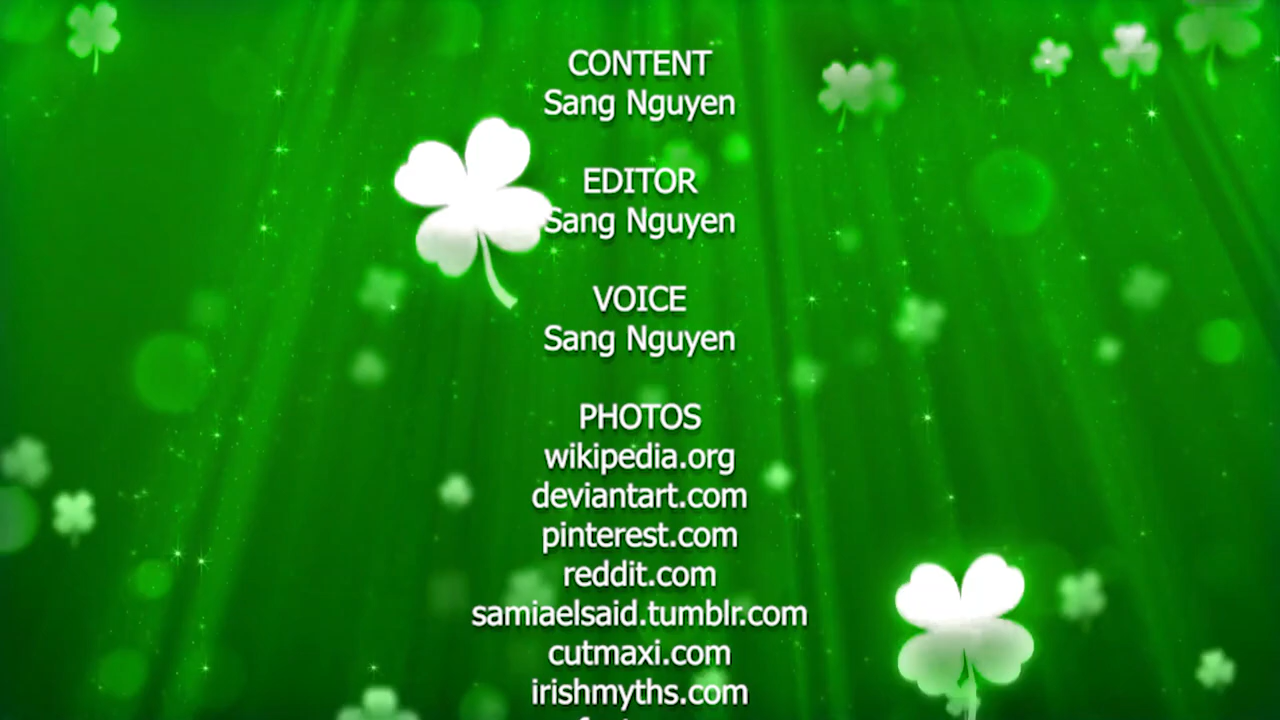 CONTENT
Sang Nguyen
EDITOR
Sang Nguyen
VOICE
Sang Nguyen
PHOTOS
wikipedia.org
deviantart.com
pinterest.com
reddit.com
samiaelsaid.tumblr.com
cutmaxi.com
irishmyths.com